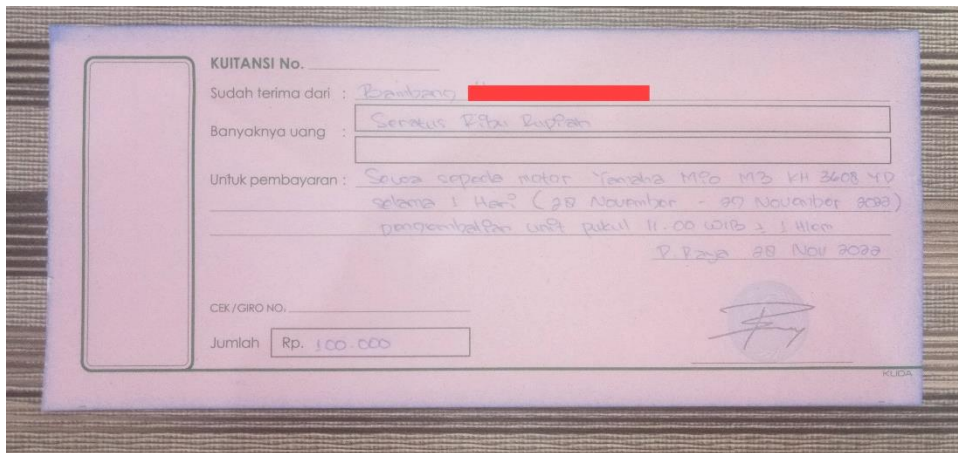 KUITANSI No.
Sudah terima dari : Bambang
Banyaknya uang : Seratus Ribu Rupiah
Untuk pembayaran : Sewa sepeda motor Yamaha Mio M3 KH 3608 YD
selama 1 Hari (28 November - 29 November 2022)
pengembalian unit pukul 11.00 WIB
P. Raya 28 Nov 2022
CEK/GIRO NO.
Jumlah Rp. 100.000
KUDA